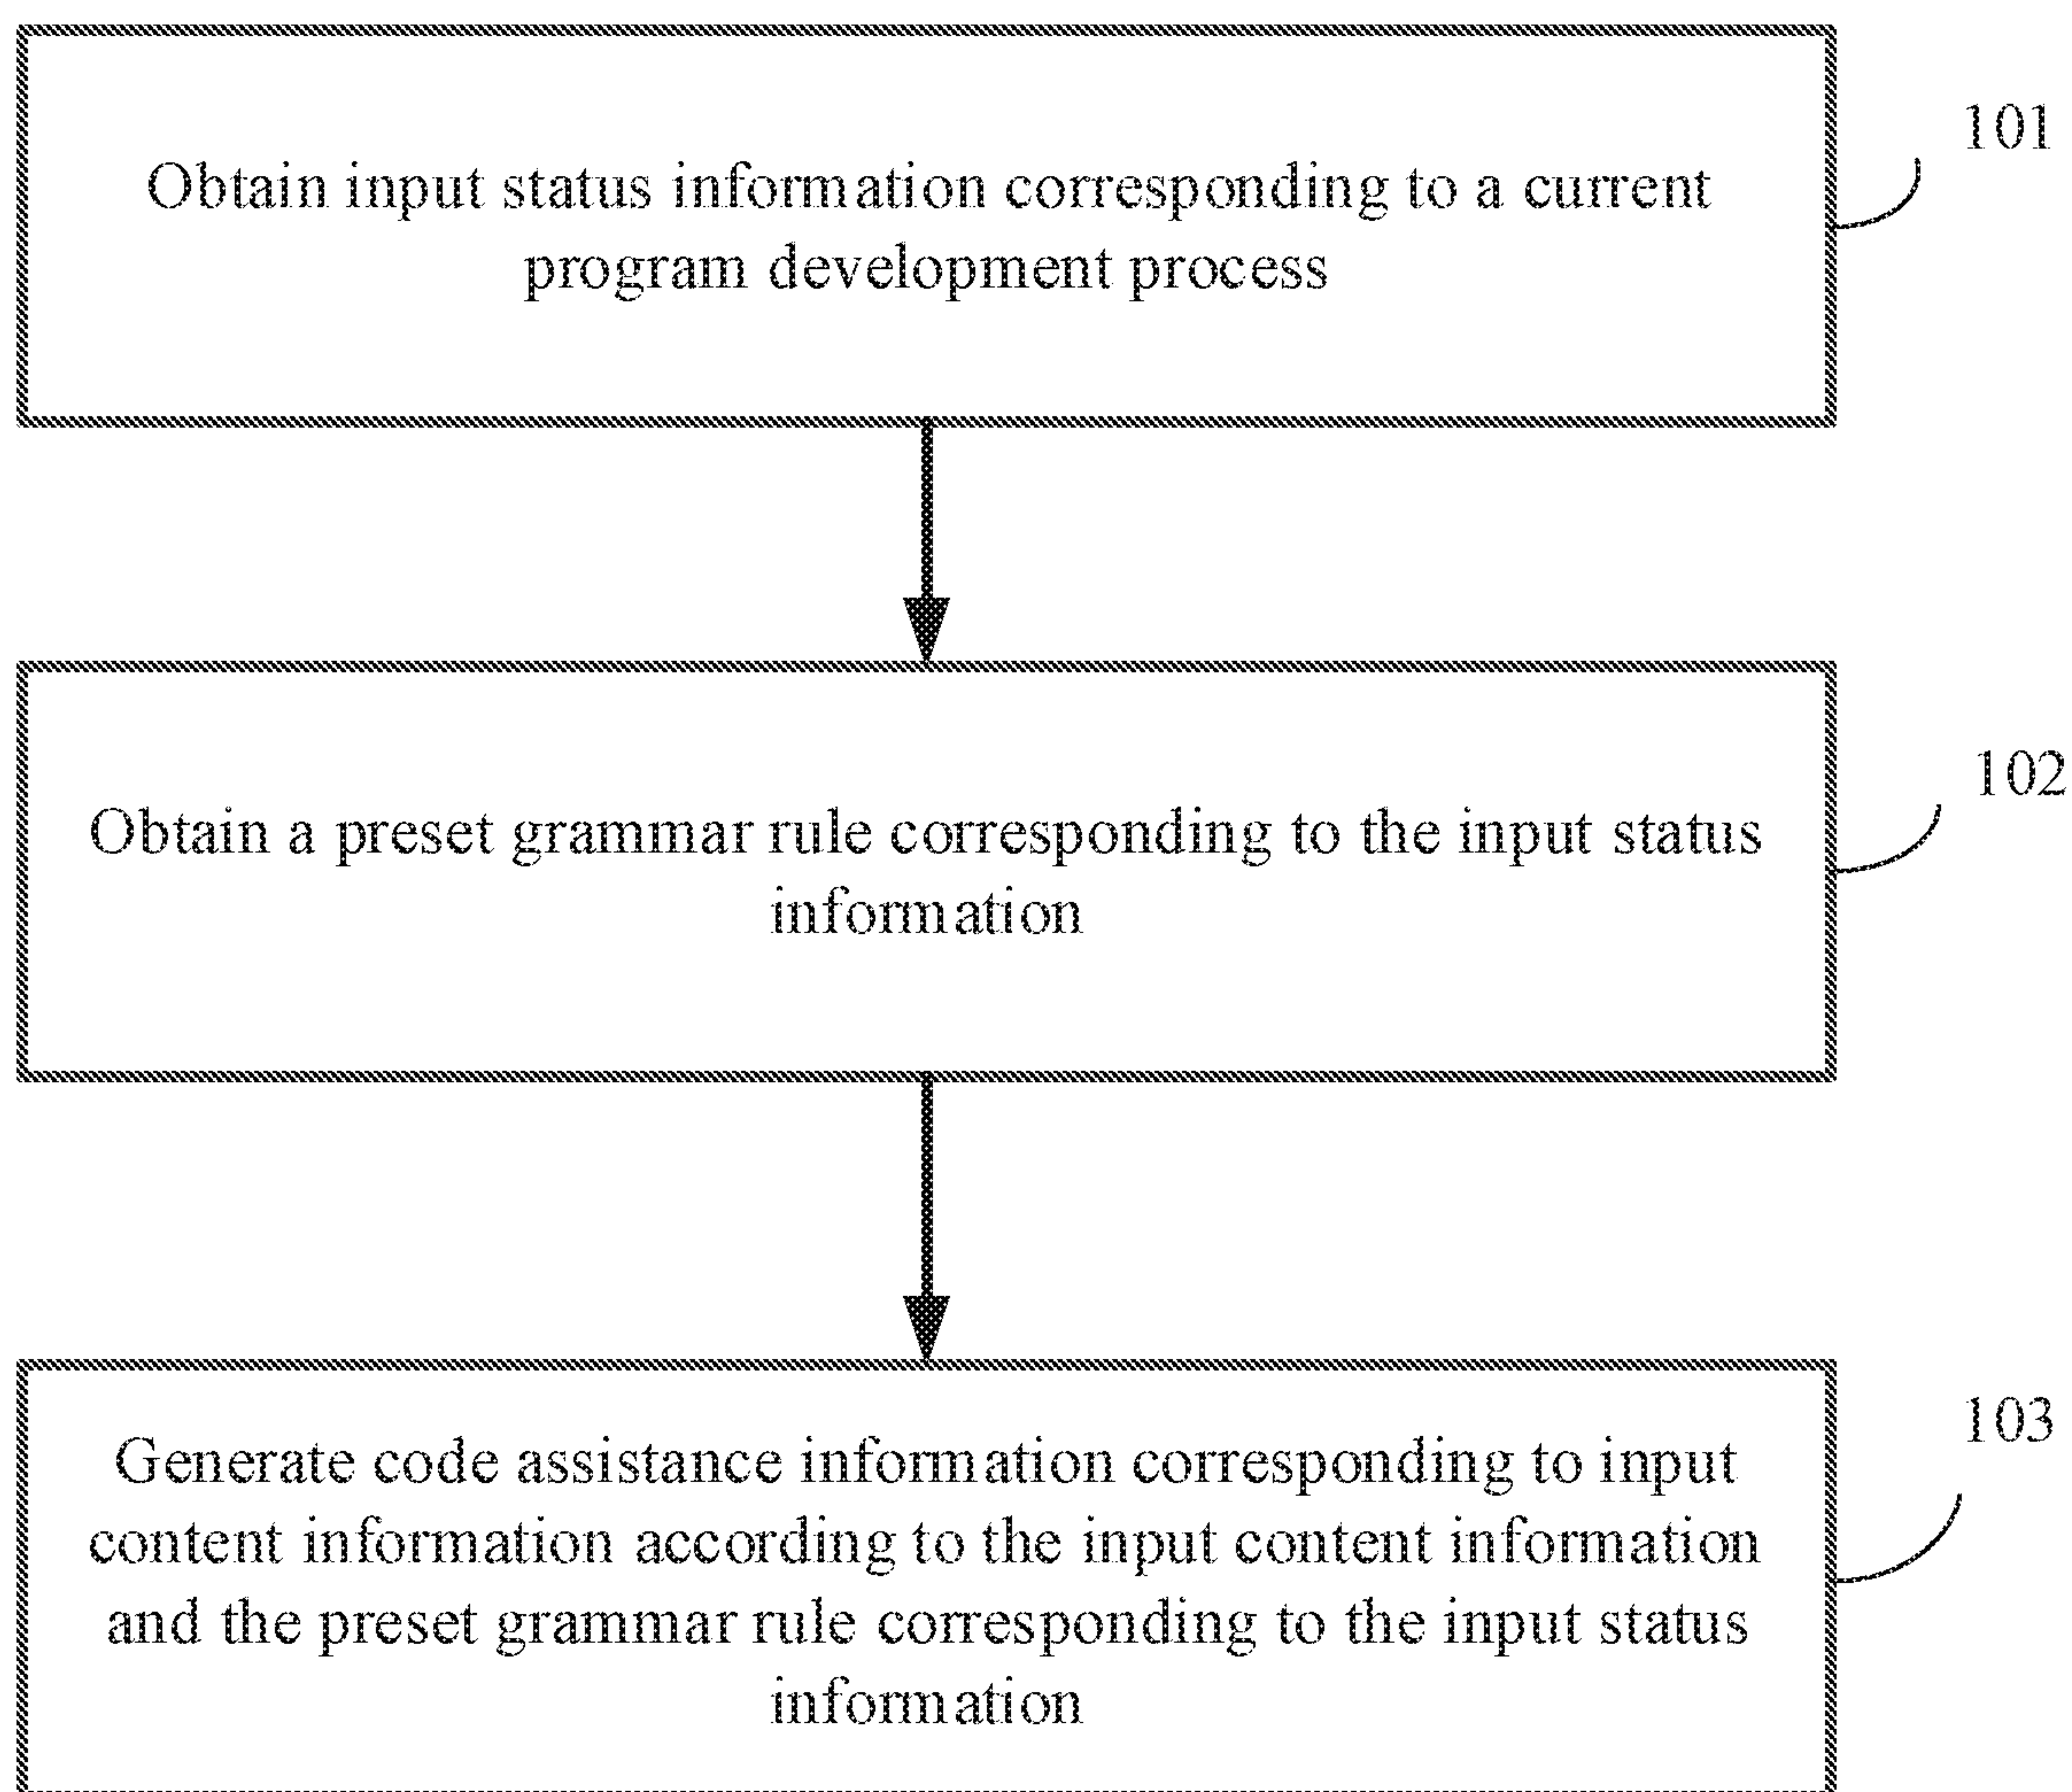 101
Obtain input status information corresponding to a current
program development process
102
Obtain a preset grammar rule corresponding to the input status
information
103
Generate code assistance information corresponding to input
content information according to the input content information
and the preset grammar rule corresponding to the input status
information